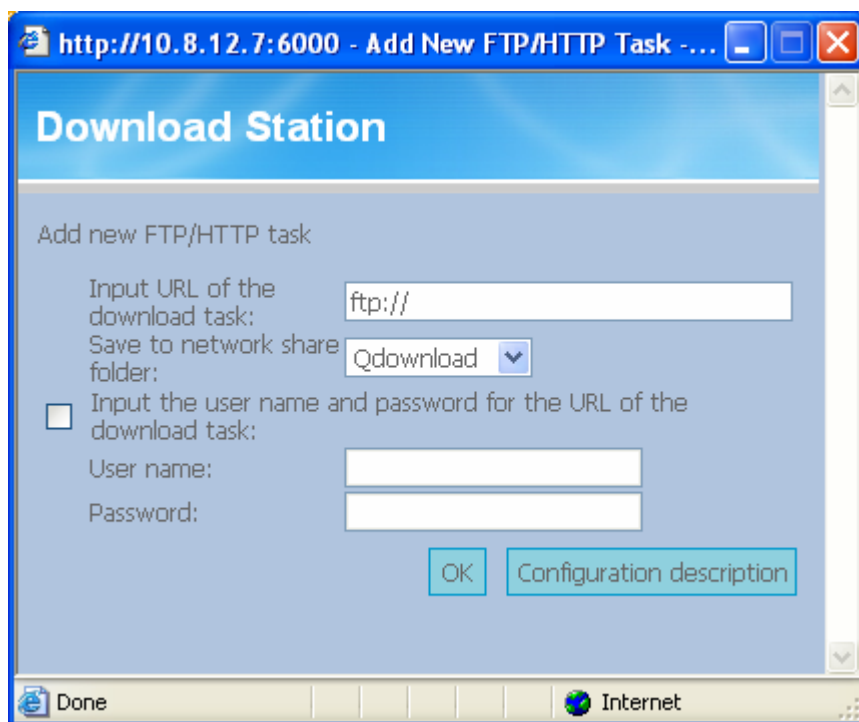 http://10.8.12.7:6000 - Add New FTP/HTTP Task -...
Download Station
Add new FTP/HTTP task
Input URL of the
download task:
ftp://
Save to network share
folder:
Qdownload
Input the user name and password for the URL of the
download task:
User name:
Password:
OK
Configuration description
Done
Internet